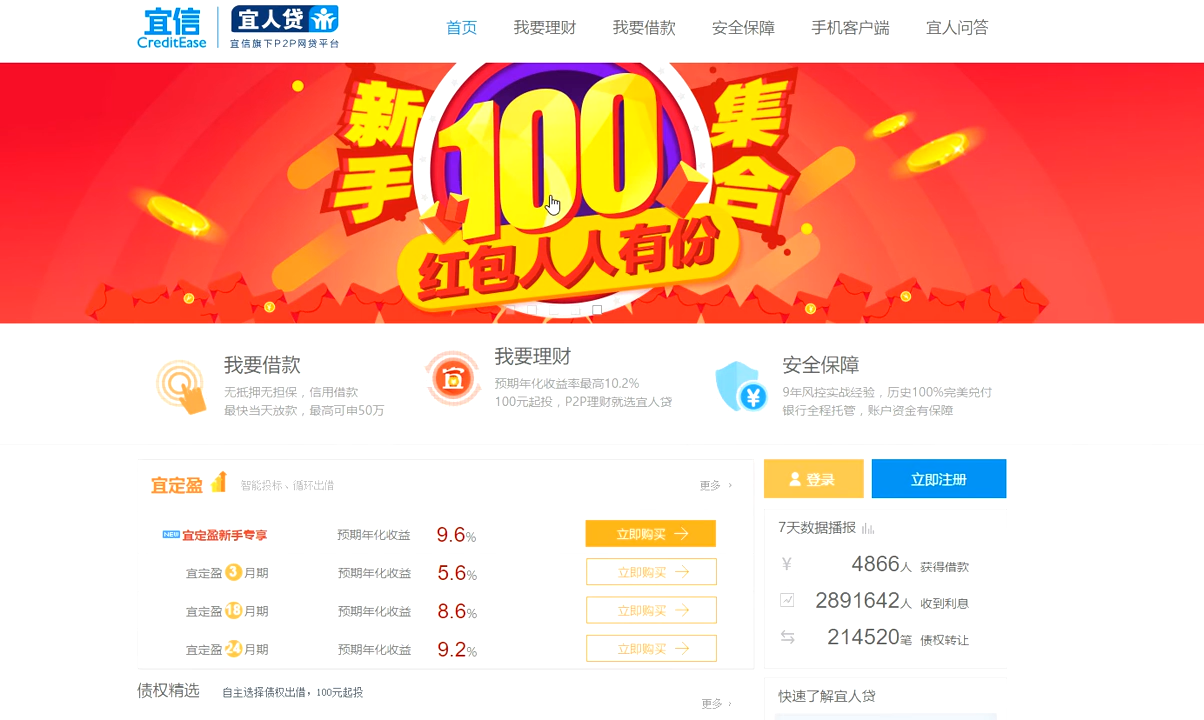 宜信
CreditEase
宜人贷
宜信旗下P2P网贷平台
首页 我要理财 我要借款 安全保障 手机客户端 宜人问答
新手
100
集合
红包人人有份
我要借款
无抵押无担保，信用借款
最快当天放款，最高可申50万
我要理财
预期年化收益率最高10.2%
100元起投，P2P理财就选宜人贷
安全保障
9年风控实战经验，历史100%完美兑付
银行全程托管，账户资金有保障
宜定盈 智能投标、循环出借 更多 ›
NEW 宜定盈新手专享 预期年化收益 9.6% 立即购买
宜定盈 3 月期 预期年化收益 5.6% 立即购买
宜定盈 18 月期 预期年化收益 8.6% 立即购买
宜定盈 24 月期 预期年化收益 9.2% 立即购买
债权精选 自主选择债权出借，100元起投 更多 ›
登录 立即注册
7天数据播报
¥ 4866人 获得借款
2891642人 收到利息
214520笔 债权转让
快速了解宜人贷